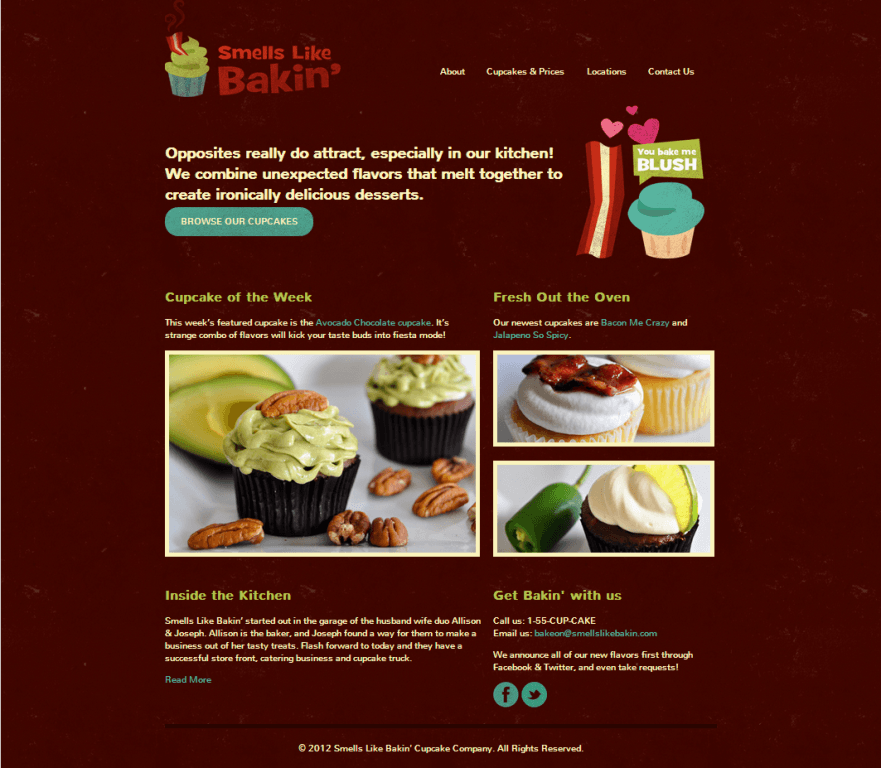 Smells Like
Bakin'
About
Cupcakes & Prices
Locations
Contact Us
You bake me
BLUSH
Opposites really do attract, especially in our kitchen!
We combine unexpected flavors that melt together to
create ironically delicious desserts.
BROWSE OUR CUPCAKES
Cupcake of the Week
This week's featured cupcake is the Avocado Chocolate cupcake. It's
strange combo of flavors will kick your taste buds into fiesta mode!
Fresh Out the Oven
Our newest cupcakes are Bacon Me Crazy and
Jalapeno So Spicy.
Inside the Kitchen
Smells Like Bakin' started out in the garage of the husband wife duo Allison
& Joseph. Allison is the baker, and Joseph found a way for them to make a
business out of her tasty treats. Flash forward to today and they have a
successful store front, catering business and cupcake truck.
Read More
Get Bakin' with us
Call us: 1-55-CUP-CAKE
Email us: bakeon@smellslikebakin.com
We announce all of our new flavors first through
Facebook & Twitter, and even take requests!
© 2012 Smells Like Bakin' Cupcake Company. All Rights Reserved.